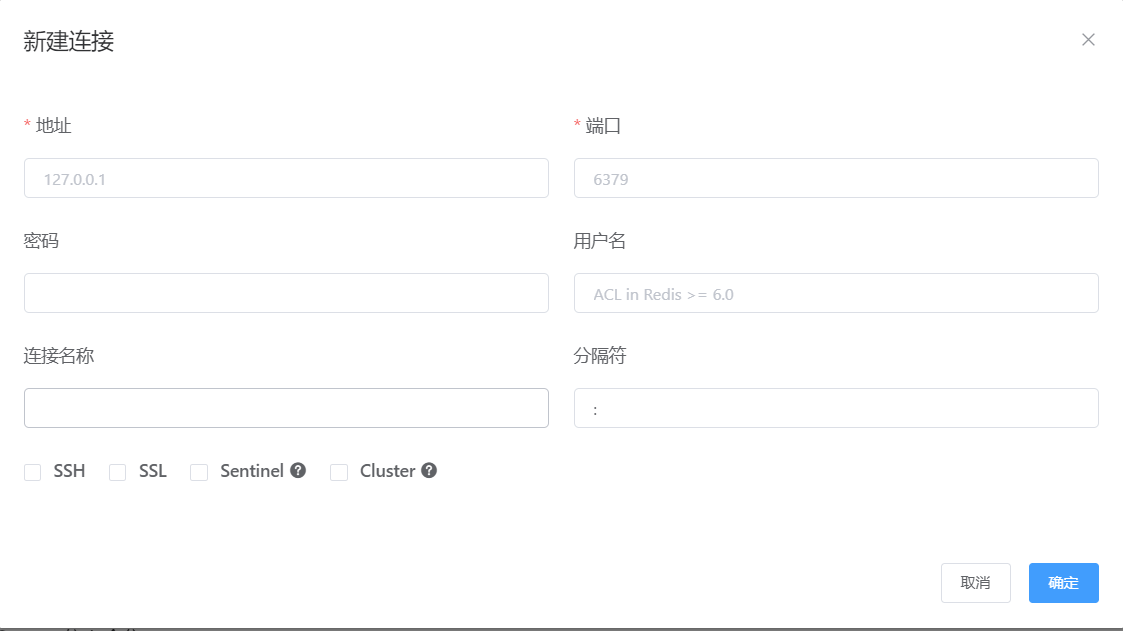 新建连接
* 地址
* 端口
127.0.0.1
6379
密码
用户名
ACL in Redis >= 6.0
连接名称
分隔符
:
SSH
SSL
Sentinel
Cluster
取消
确定